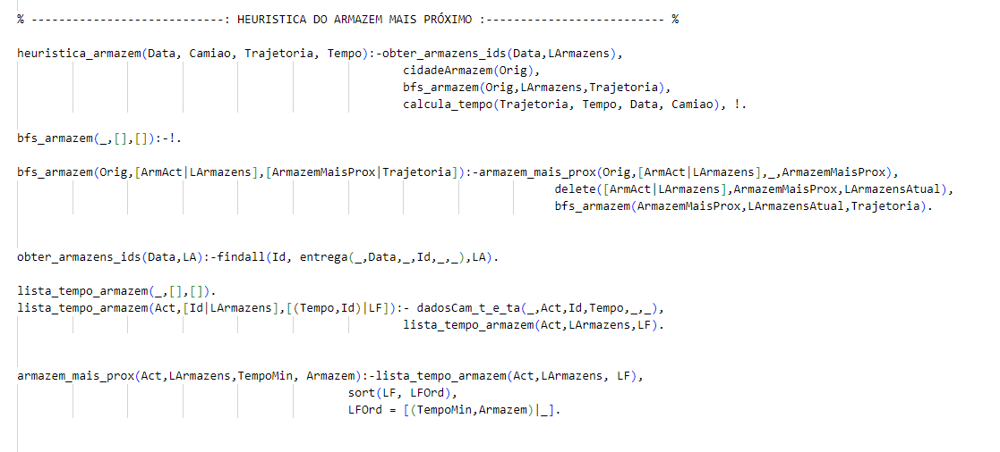 % ----------------------------: HEURISTICA DO ARMAZEM MAIS PRÓXIMO :------------------------- %
heuristica_armazem(Data, Camiao, Trajetoria, Tempo):-obter_armazens_ids(Data,LArmazens),
cidadeArmazem(Orig),
bfs_armazem(Orig,LArmazens,Trajetoria),
calcula_tempo(Trajetoria, Tempo, Data, Camiao), !.
bfs_armazem(_,[],[]):-!.
bfs_armazem(Orig,[ArmAct|LArmazens],[ArmazemMaisProx|Trajetoria]):-armazem_mais_prox(Orig,[ArmAct|LArmazens],_,ArmazemMaisProx),
delete([ArmAct|LArmazens],ArmazemMaisProx,LArmazensAtual),
bfs_armazem(ArmazemMaisProx,LArmazensAtual,Trajetoria).
obter_armazens_ids(Data,LA):-findall(Id, entrega(_,Data,_,Id,_,_),LA).
lista_tempo_armazem(_,[],[]).
lista_tempo_armazem(Act,[Id|LArmazens],[(Tempo,Id)|LF]):- dadosCam_t_e_ta(_,Act,Id,Tempo,_,_),
lista_tempo_armazem(Act,LArmazens,LF).
armazem_mais_prox(Act,LArmazens,TempoMin, Armazem):-lista_tempo_armazem(Act,LArmazens, LF),
sort(LF, LFOrd),
LFOrd = [(TempoMin,Armazem)|_].